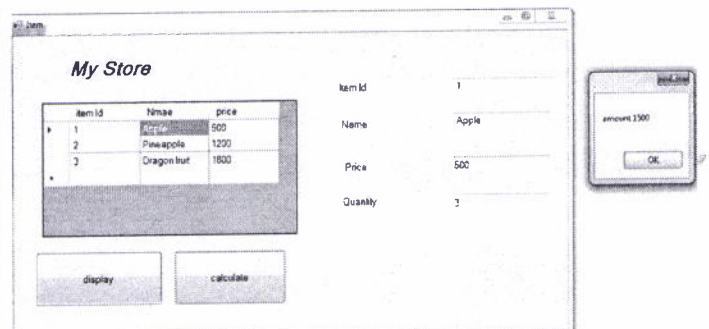 Item
My Store
item Id Nmae price
1 Apple 500
2 Pineapple 1200
3 Dragon fruit 1800
display
calculate
Item Id 1
Name Apple
Price 500
Quantity 3
amount 1500
OK